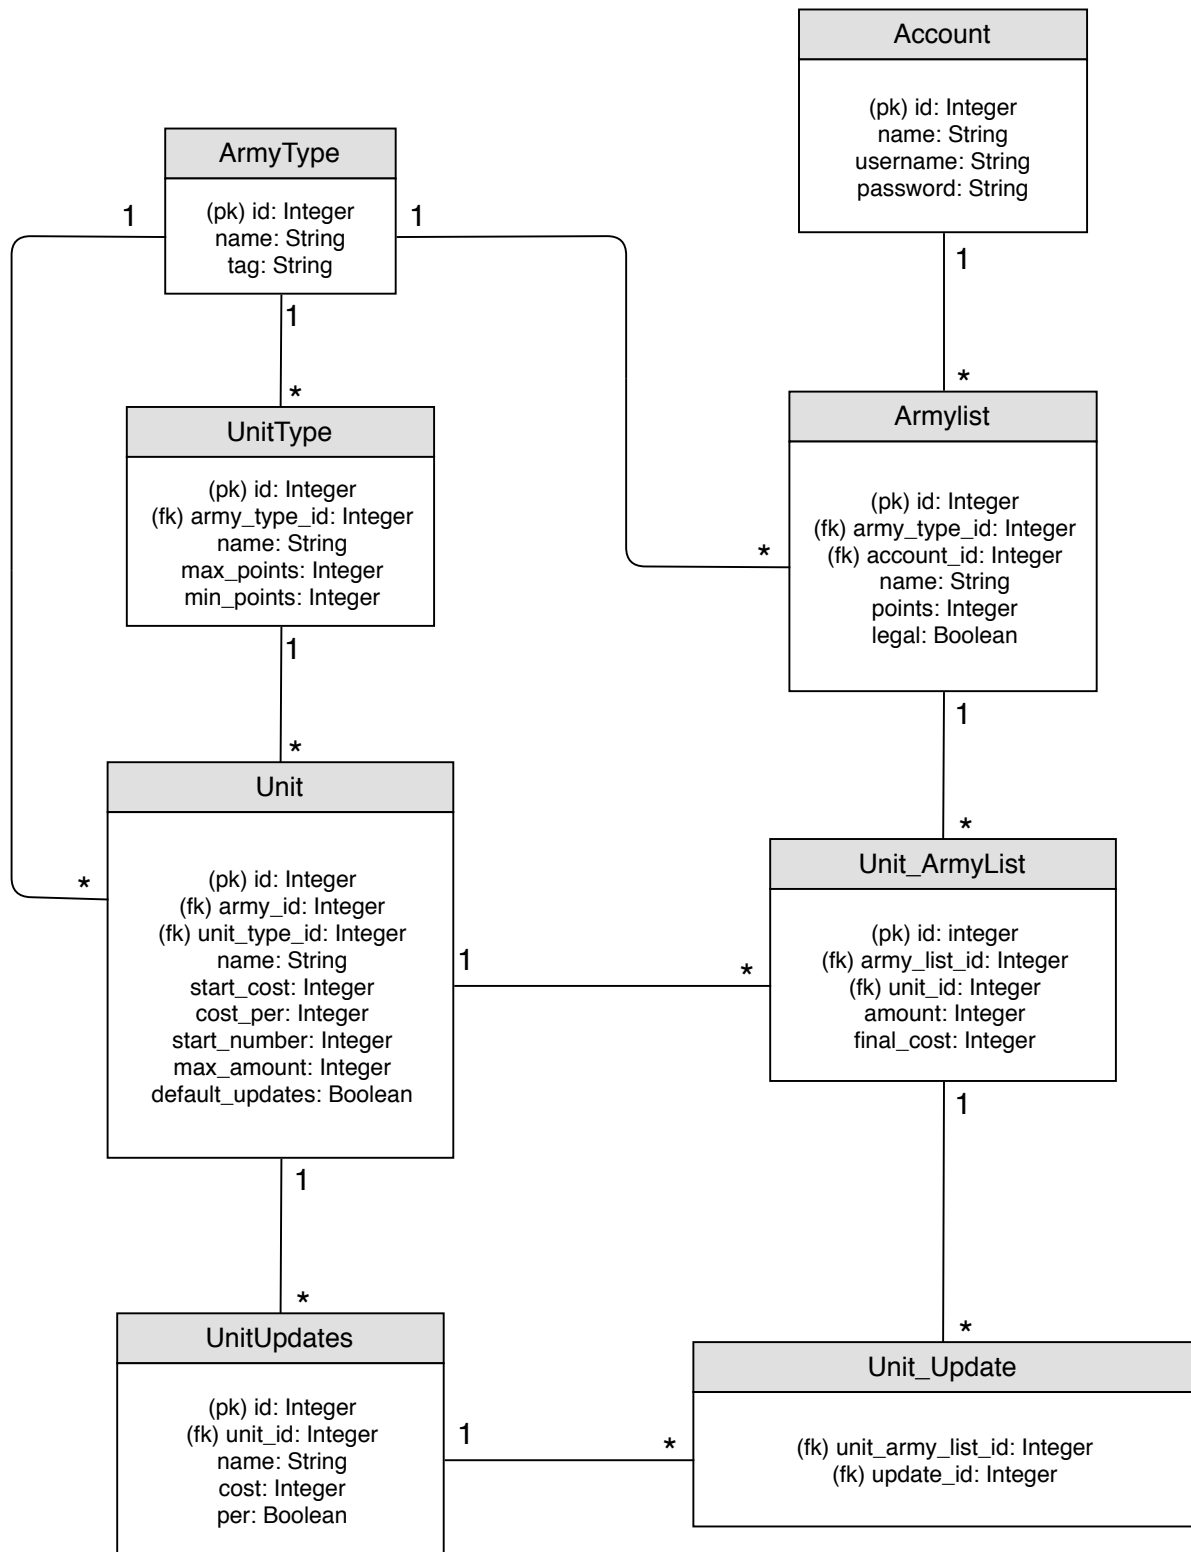 Account
(pk) id: Integer
name: String
username: String
password: String
1
ArmyType
(pk) id: Integer
name: String
tag: String
1
1
1
*
UnitType
(pk) id: Integer
(fk) army_type_id: Integer
name: String
max_points: Integer
min_points: Integer
1
*
Armylist
(pk) id: Integer
(fk) army_type_id: Integer
(fk) account_id: Integer
name: String
points: Integer
legal: Boolean
*
1
*
Unit
(pk) id: Integer
(fk) army_id: Integer
(fk) unit_type_id: Integer
name: String
start_cost: Integer
cost_per: Integer
start_number: Integer
max_amount: Integer
default_updates: Boolean
*
1
1
*
Unit_ArmyList
(pk) id: integer
(fk) army_list_id: Integer
(fk) unit_id: Integer
amount: Integer
final_cost: Integer
*
1
*
UnitUpdates
(pk) id: Integer
(fk) unit_id: Integer
name: String
cost: Integer
per: Boolean
1
*
*
Unit_Update
(fk) unit_army_list_id: Integer
(fk) update_id: Integer